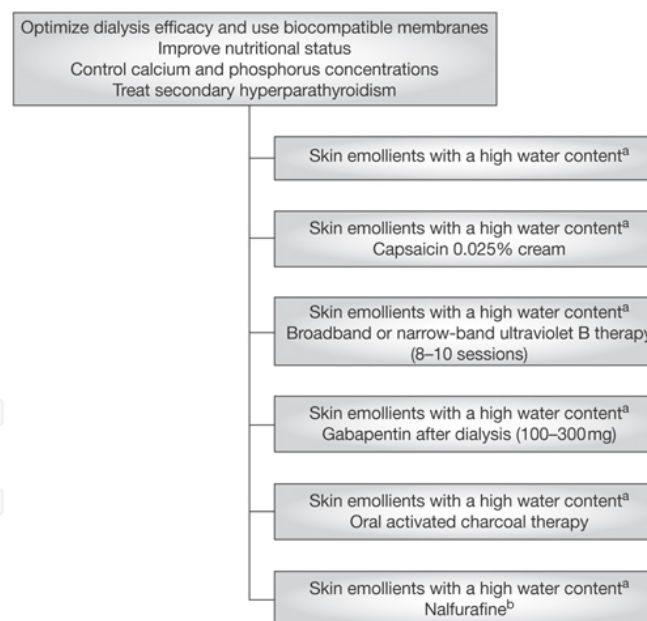 Optimize dialysis efficacy and use biocompatible membranes
Improve nutritional status
Control calcium and phosphorus concentrations
Treat secondary hyperparathyroidism
Skin emollients with a high water contentᵃ
Skin emollients with a high water contentᵃ
Capsaicin 0.025% cream
Skin emollients with a high water contentᵃ
Broadband or narrow-band ultraviolet B therapy
(8–10 sessions)
Skin emollients with a high water contentᵃ
Gabapentin after dialysis (100–300mg)
Skin emollients with a high water contentᵃ
Oral activated charcoal therapy
Skin emollients with a high water contentᵃ
Nalfurafineᵇ